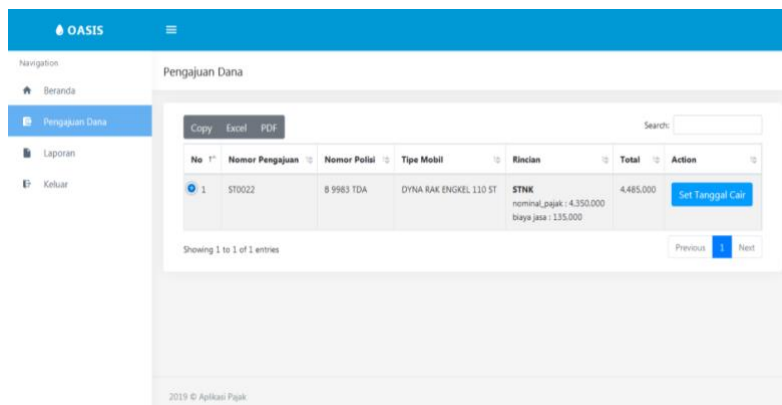 OASIS
Navigation
Beranda
Pengajuan Dana
Laporan
Keluar
Pengajuan Dana
Copy Excel PDF
Search:
No Nomor Pengajuan Nomor Polisi Tipe Mobil Rincian Total Action
1 ST0022 B 9983 TDA DYNA RAK ENGKEL 110 ST STNK 4.485.000 Set Tanggal Cair
nominal_pajak : 4.350.000
biaya jasa : 135.000
Showing 1 to 1 of 1 entries
Previous 1 Next
2019 © Aplikasi Pajak.